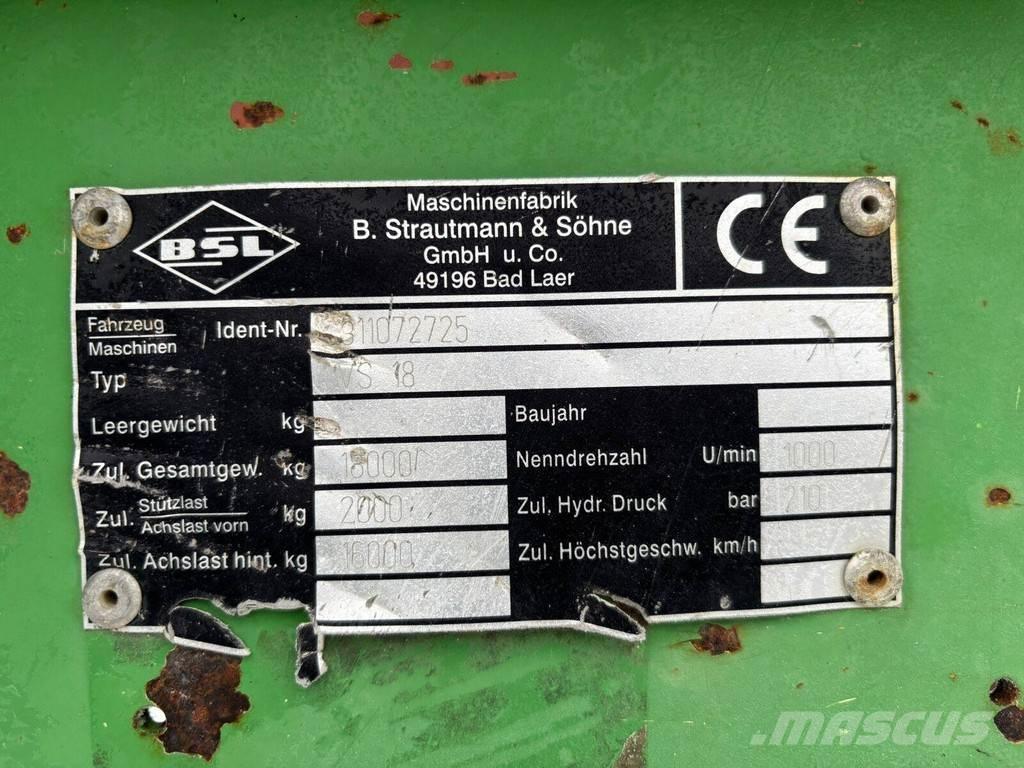 BSL
Maschinenfabrik
B. Strautmann & Söhne
GmbH u. Co.
49196 Bad Laer
CE
Fahrzeug
Maschinen
Ident-Nr. 311072725
Typ VS 18
Leergewicht kg
Baujahr
Zul. Gesamtgew. kg 18000
Nenndrehzahl U/min 1000
Zul. Stützlast
Achslast vorn kg 2000
Zul, Hydr. Druck bar 210
Zul. Achslast hint. kg 16000
Zul. Höchstgeschw. km/h
MASCUS